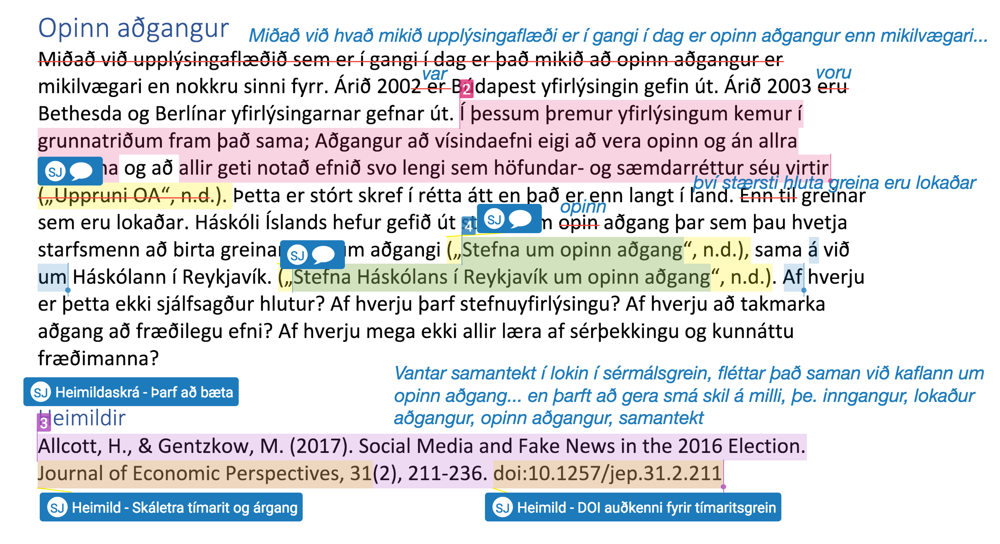 Opinn aðgangur
Miðað við hvað mikið upplýsingaflæði er í gangi í dag er opinn aðgangur enn mikilvægari...
Miðað við upplýsingaflæðið sem er í gangi í dag er það mikið að opinn aðgangur er
var
voru
mikilvægari en nokkru sinni fyrr. Árið 2002 er Búdapest yfirlýsingin gefin út. Árið 2003 eru
2
Bethesda og Berlínar yfirlýsingarnar gefnar út. Í þessum þremur yfirlýsingum kemur í
grunnatriðum fram það sama; Aðgangur að vísindaefni eigi að vera opinn og án allra
SJ
og að allir geti notað efnið svo lengi sem höfundar- og sæmdarréttur séu virtir
því stærsti hluta greina eru lokaðar
(„Uppruni OA“, n.d.). Þetta er stórt skref í rétta átt en það er enn langt í land. Enn til greinar
opinn
sem eru lokaðar. Háskóli Íslands hefur gefið út opin aðgang þar sem þau hvetja
4
SJ
starfsmenn að birta aðgangi („Stefna um opinn aðgang“, n.d.), sama á við
SJ
um Háskólann í Reykjavík. („Stefna Háskólans í Reykjavík um opinn aðgang“, n.d.). Af hverju
er þetta ekki sjálfsagður hlutur? Af hverju þarf stefnuyfirlýsingu? Af hverju að takmarka
aðgang að fræðilegu efni? Af hverju mega ekki allir læra af sérþekkingu og kunnáttu
fræðimanna?
Vantar samantekt í lokin í sérmálsgrein, fléttar það saman við kaflann um
opinn aðgang... en þarft að gera smá skil á milli, þe. inngangur, lokaður
aðgangur, opinn aðgangur, samantekt
SJ Heimildaskrá - Þarf að bæta
Heimildir
3
Allcott, H., & Gentzkow, M. (2017). Social Media and Fake News in the 2016 Election.
Journal of Economic Perspectives, 31(2), 211-236. doi:10.1257/jep.31.2.211
SJ Heimild - Skáletra tímarit og árgang
SJ Heimild - DOI auðkenni fyrir tímaritsgrein